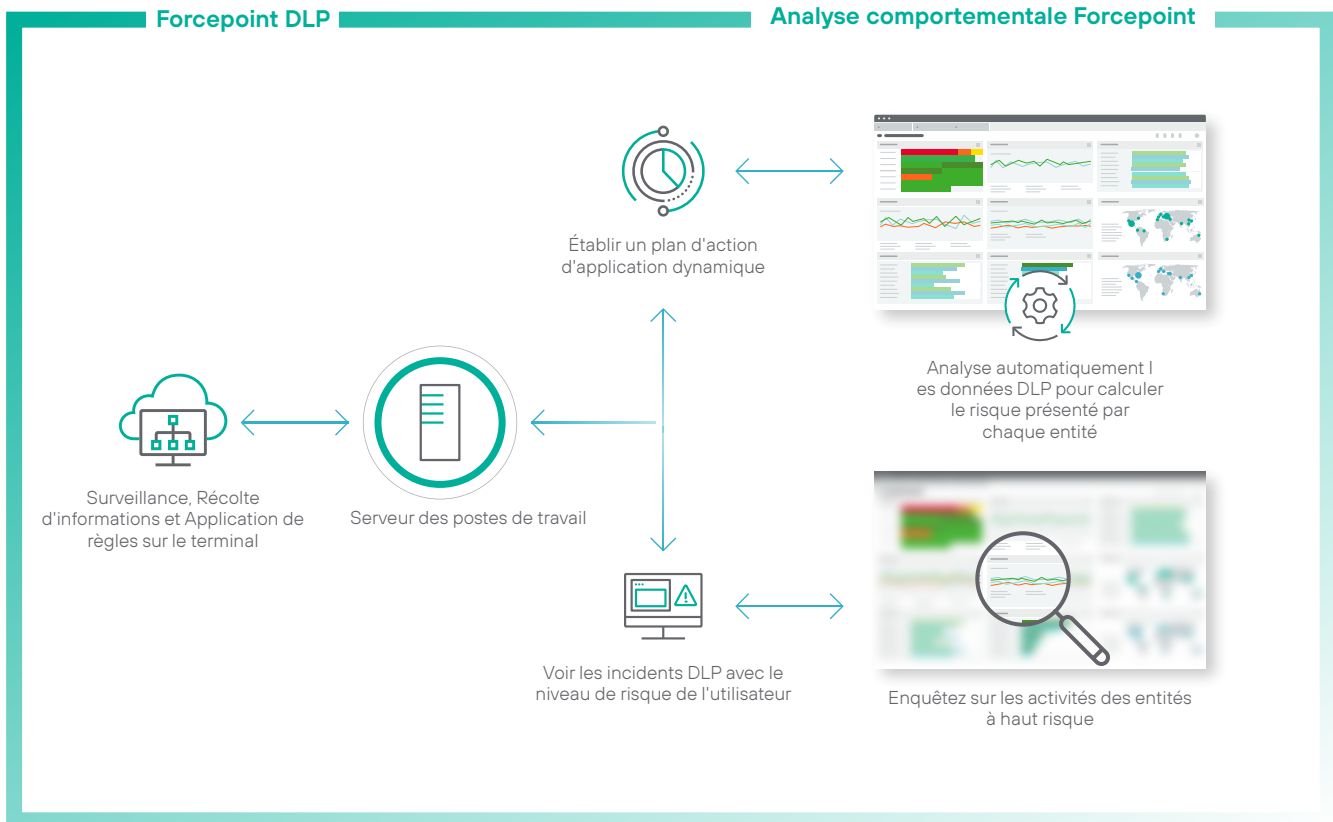 Forcepoint DLP
Analyse comportementale Forcepoint
Établir un plan d'action
d'application dynamique
Analyse automatiquement l
es données DLP pour calculer
le risque présenté par
chaque entité
Surveillance, Récolte
d'informations et Application de
règles sur le terminal
Serveur des postes de travail
Voir les incidents DLP avec le
niveau de risque de l'utilisateur
Enquêtez sur les activités des entités
à haut risque